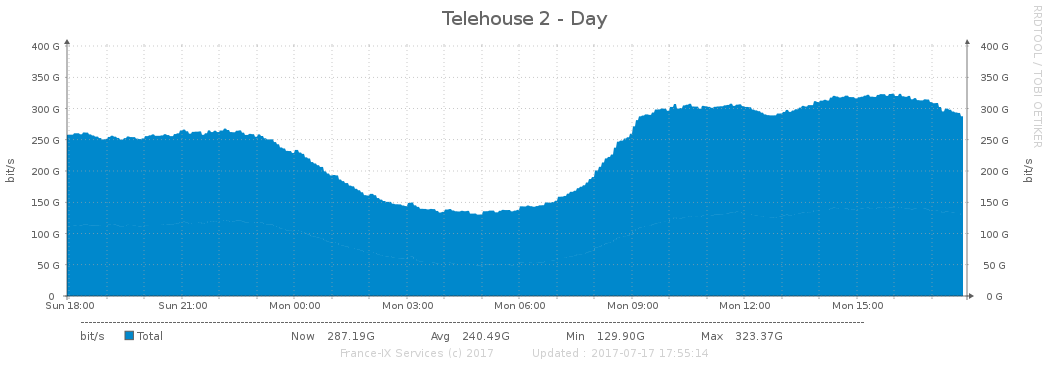 Telehouse 2 - Day
RRDTOOL / TOBI OETIKER
bit/s
400 G 400 G
350 G 350 G
300 G 300 G
250 G 250 G
200 G 200 G
150 G 150 G
100 G 100 G
50 G 50 G
0 0 G
bit/s
Sun 18:00 Sun 21:00 Mon 00:00 Mon 03:00 Mon 06:00 Mon 09:00 Mon 12:00 Mon 15:00
bit/s Total Now 287.19G Avg 240.49G Min 129.90G Max 323.37G
France-IX Services (c) 2017 Updated : 2017-07-17 17:55:14